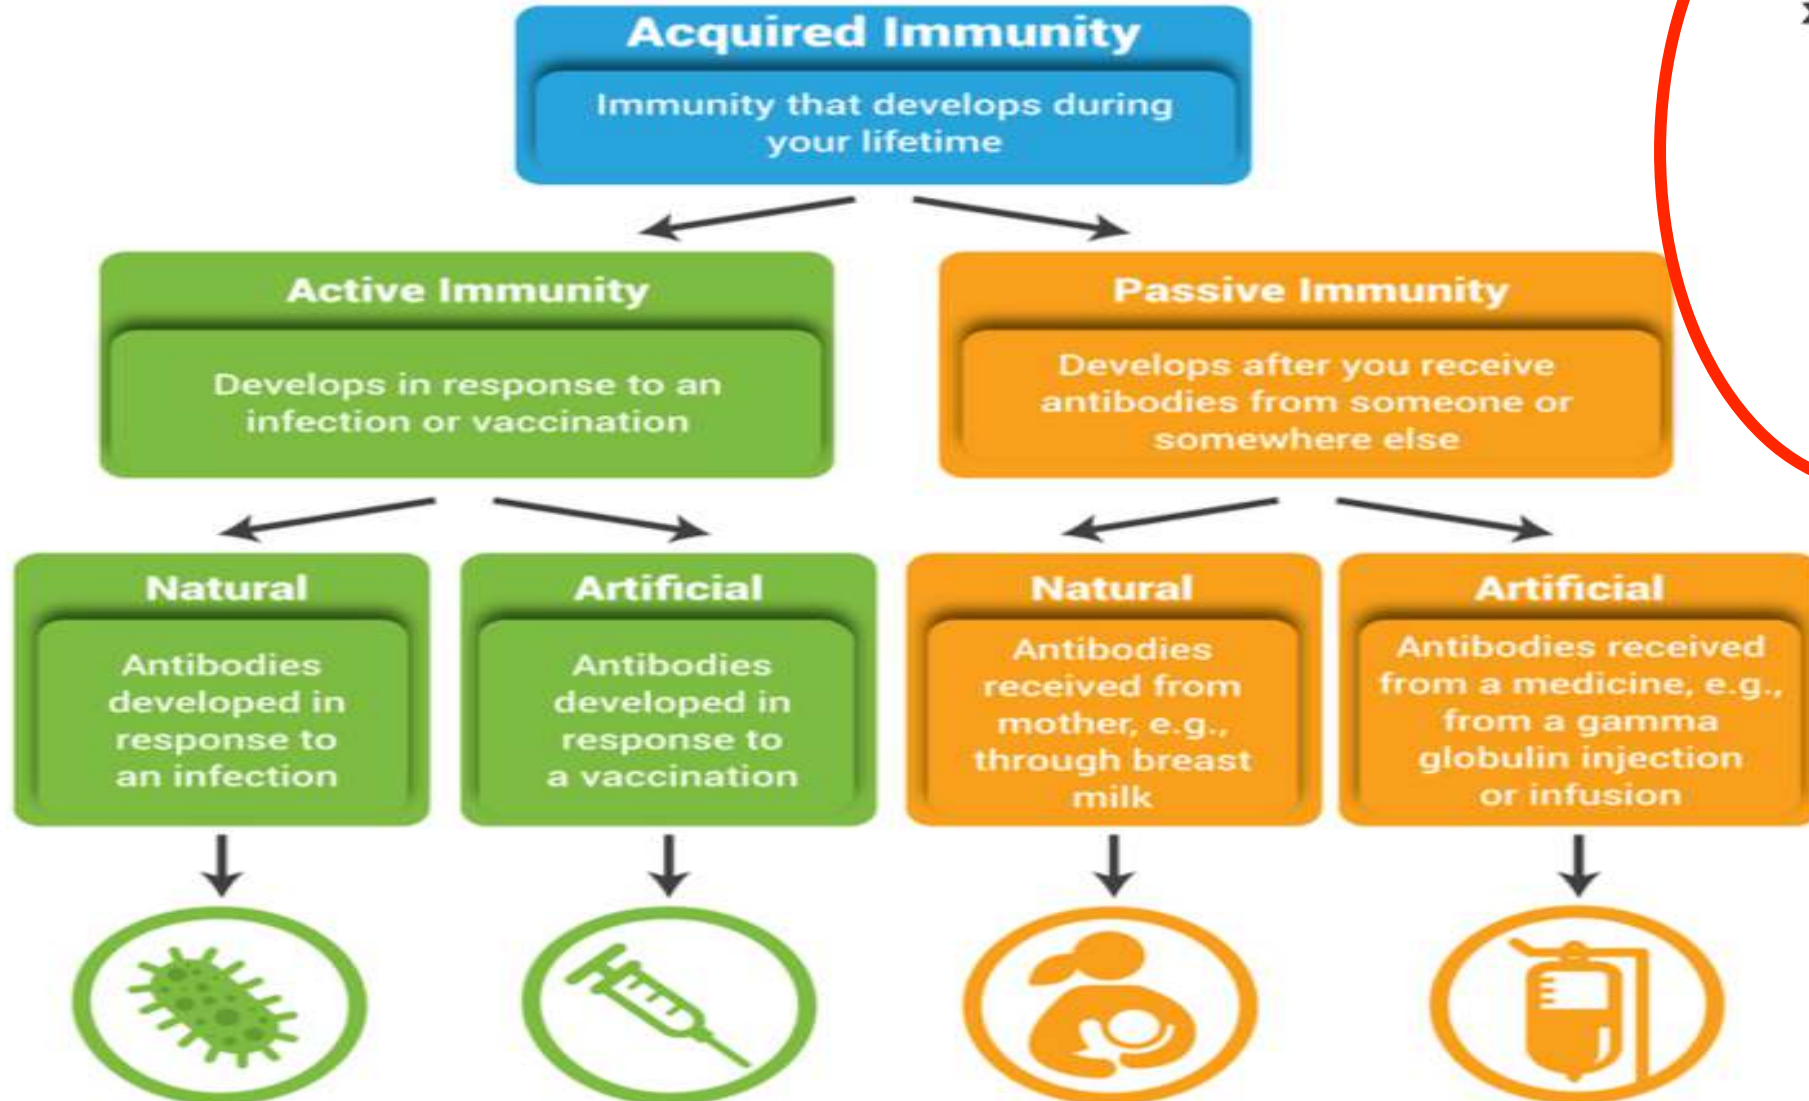 Acquired Immunity
Immunity that develops during
your lifetime
Active Immunity
Develops in response to an
infection or vaccination
Passive Immunity
Develops after you receive
antibodies from someone or
somewhere else
Natural
Antibodies
developed in
response to
an infection
Artificial
Antibodies
developed in
response to
a vaccination
Natural
Antibodies
received from
mother, e.g.,
through breast
milk
Artificial
Antibodies received
from a medicine, e.g.,
from a gamma
globulin injection
or infusion